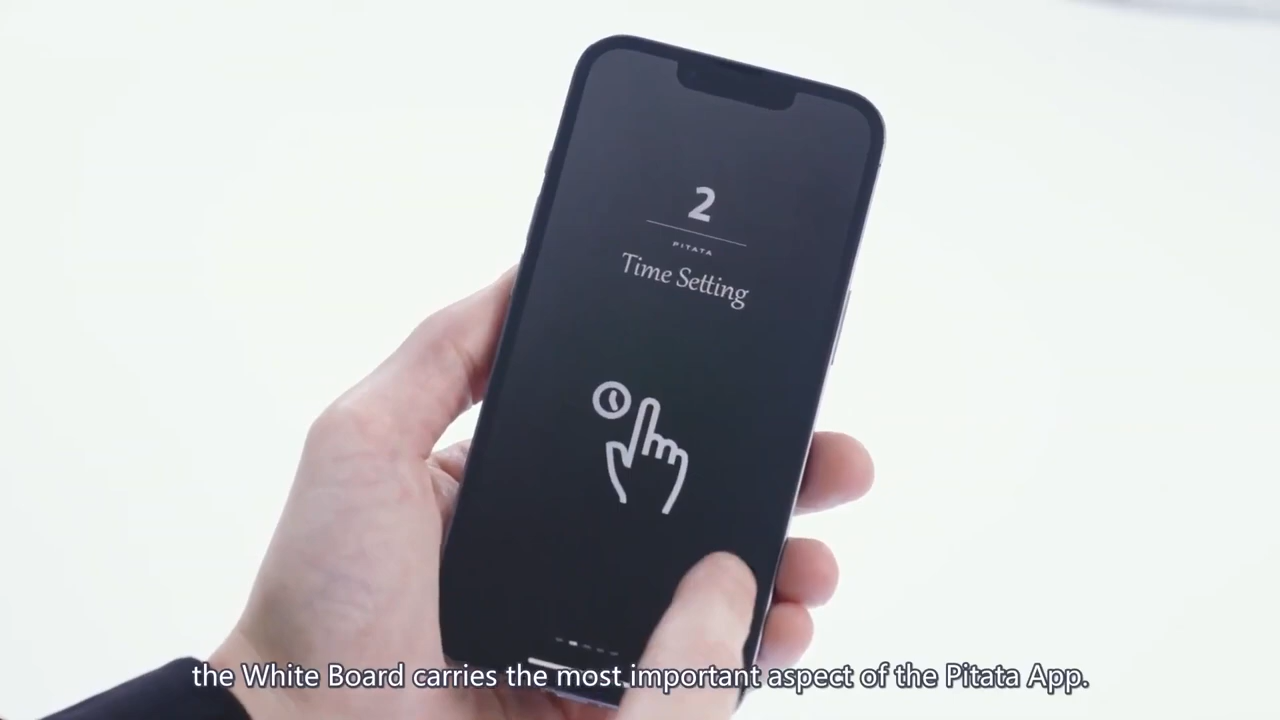 2
PITATA
Time Setting
the White Board carries the most important aspect of the Pitata App.